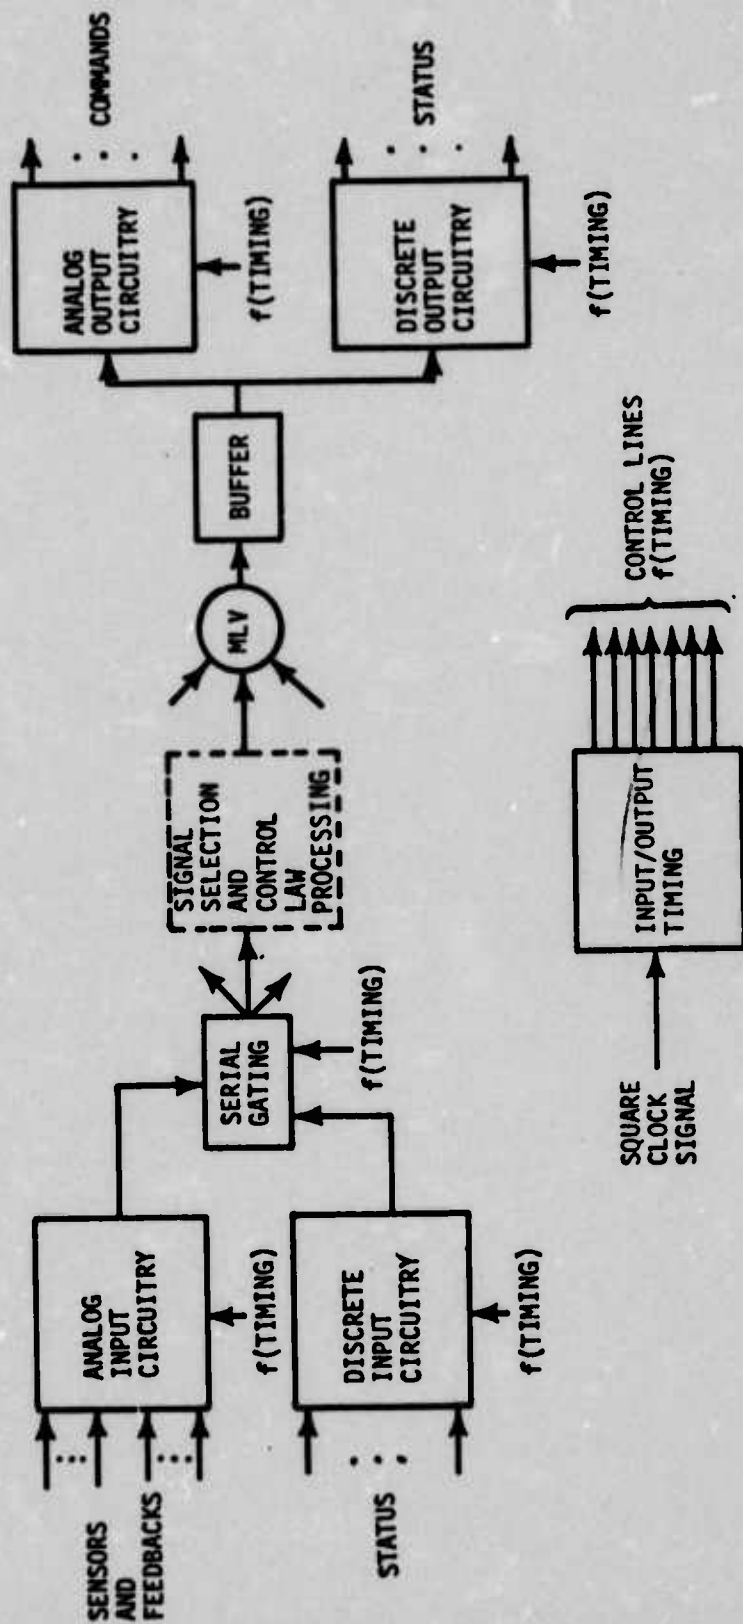 SENSORS
AND
FEEDBACKS
ANALOG
INPUT
CIRCUITRY
f(TIMING)
STATUS
DISCRETE
INPUT
CIRCUITRY
f(TIMING)
SERIAL
GATING
f(TIMING)
SIGNAL
SELECTION
AND
CONTROL
LAW
PROCESSING
MLV
BUFFER
ANALOG
OUTPUT
CIRCUITRY
f(TIMING)
COMMANDS
DISCRETE
OUTPUT
CIRCUITRY
f(TIMING)
STATUS
SQUARE
CLOCK
SIGNAL
INPUT/OUTPUT
TIMING
CONTROL LINES
f(TIMING)